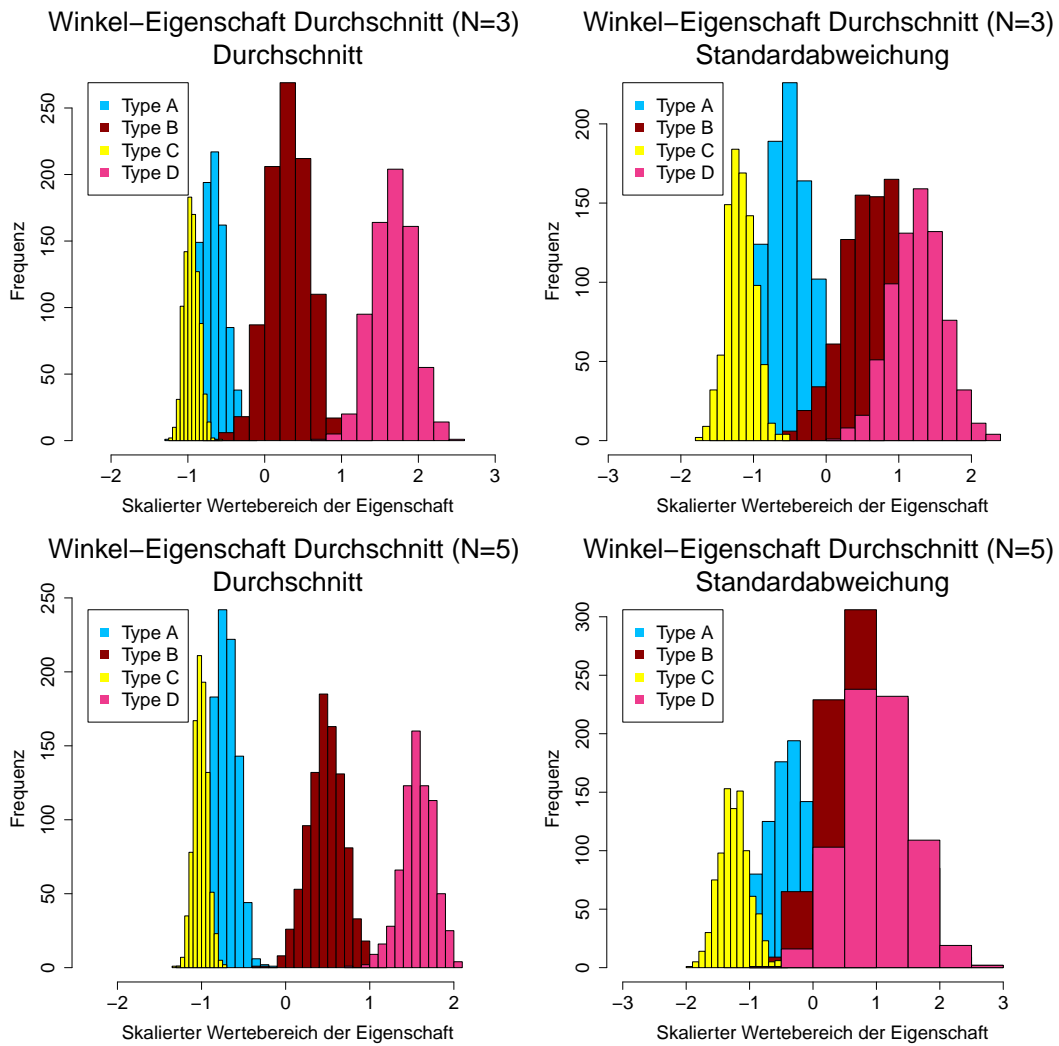 Winkel−Eigenschaft Durchschnitt (N=3)
Durchschnitt
Type A
Type B
Type C
Type D
Frequenz
0
50
100
150
200
250
−2
−1
0
1
2
3
Skalierter Wertebereich der Eigenschaft
Winkel−Eigenschaft Durchschnitt (N=3)
Standardabweichung
Type A
Type B
Type C
Type D
Frequenz
0
50
100
150
200
−3
−2
−1
0
1
2
Skalierter Wertebereich der Eigenschaft
Winkel−Eigenschaft Durchschnitt (N=5)
Durchschnitt
Type A
Type B
Type C
Type D
Frequenz
0
50
100
150
200
250
−2
−1
0
1
2
Skalierter Wertebereich der Eigenschaft
Winkel−Eigenschaft Durchschnitt (N=5)
Standardabweichung
Type A
Type B
Type C
Type D
Frequenz
0
50
100
150
200
250
300
−3
−2
−1
0
1
2
3
Skalierter Wertebereich der Eigenschaft